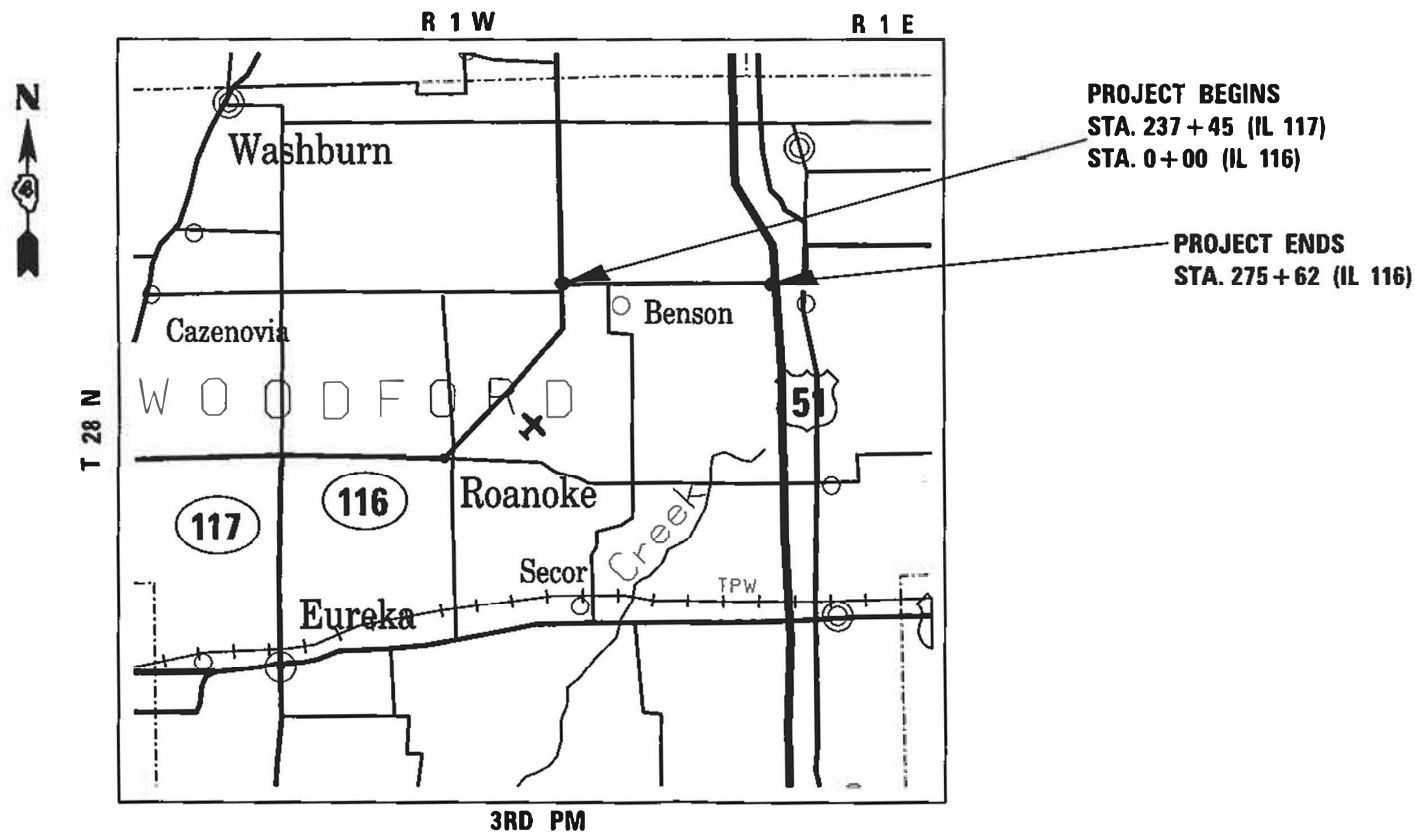 R 1 W
R 1 E
N
PROJECT BEGINS
STA. 237+45 (IL 117)
STA. 0+00 (IL 116)
Washburn
PROJECT ENDS
STA. 275+62 (IL 116)
Benson
Cazenovia
WOODFORD
51
T 28 N
Roanoke
116
117
Creek
Secor
TPW
Eureka
3RD PM